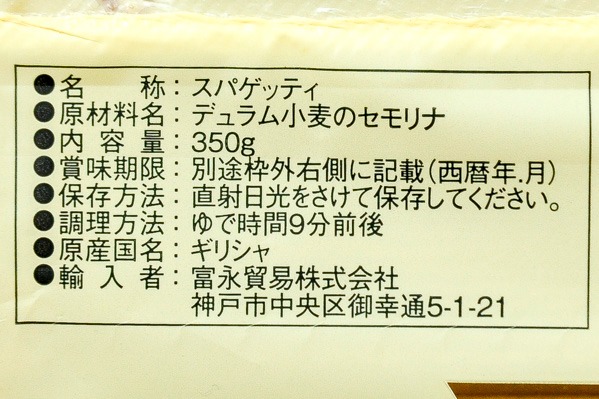 ●名称：スパゲッティ
●原材料名：デュラム小麦のセモリナ
●内容量：350g
●賞味期限：別途枠外右側に記載(西暦年.月)
●保存方法：直射日光をさけて保存してください。
●調理方法：ゆで時間9分前後
●原産国名：ギリシャ
●輸入者：富永貿易株式会社
神戸市中央区御幸通5-1-21